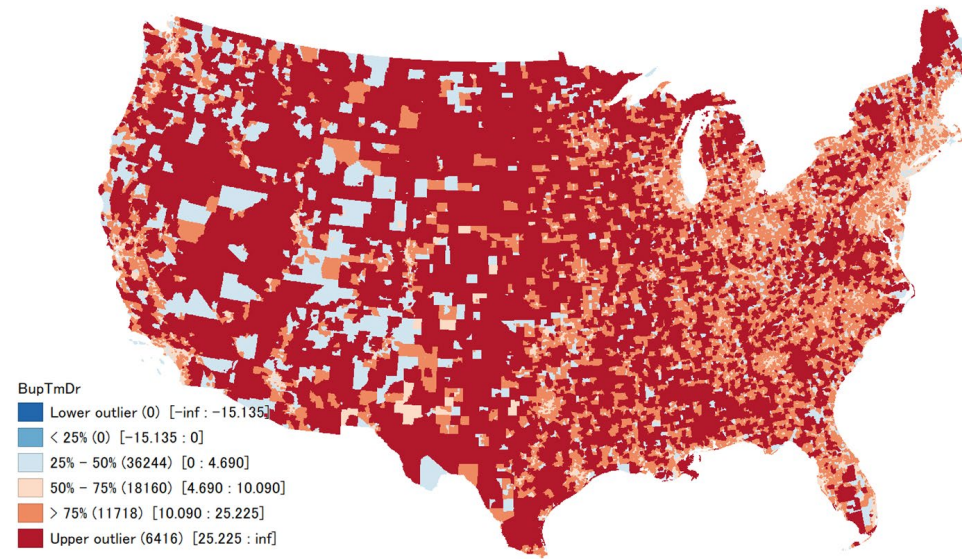 BupTmDr
Lower outlier (0) [-inf : -15.135]
< 25% (0) [-15.135 : 0]
25% - 50% (36244) [0 : 4.690]
50% - 75% (18160) [4.690 : 10.090]
> 75% (11718) [10.090 : 25.225]
Upper outlier (6416) [25.225 : inf]